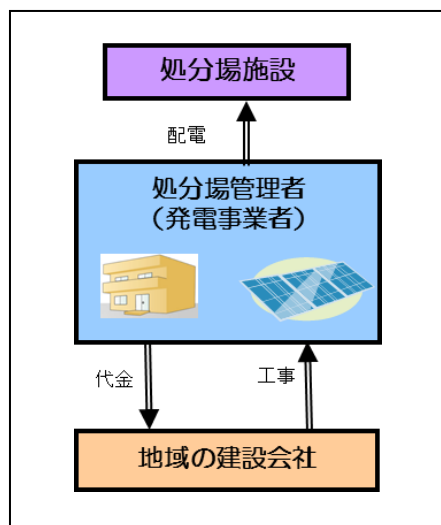 処分場施設
配電
処分場管理者
（発電事業者）
代金
工事
地域の建設会社